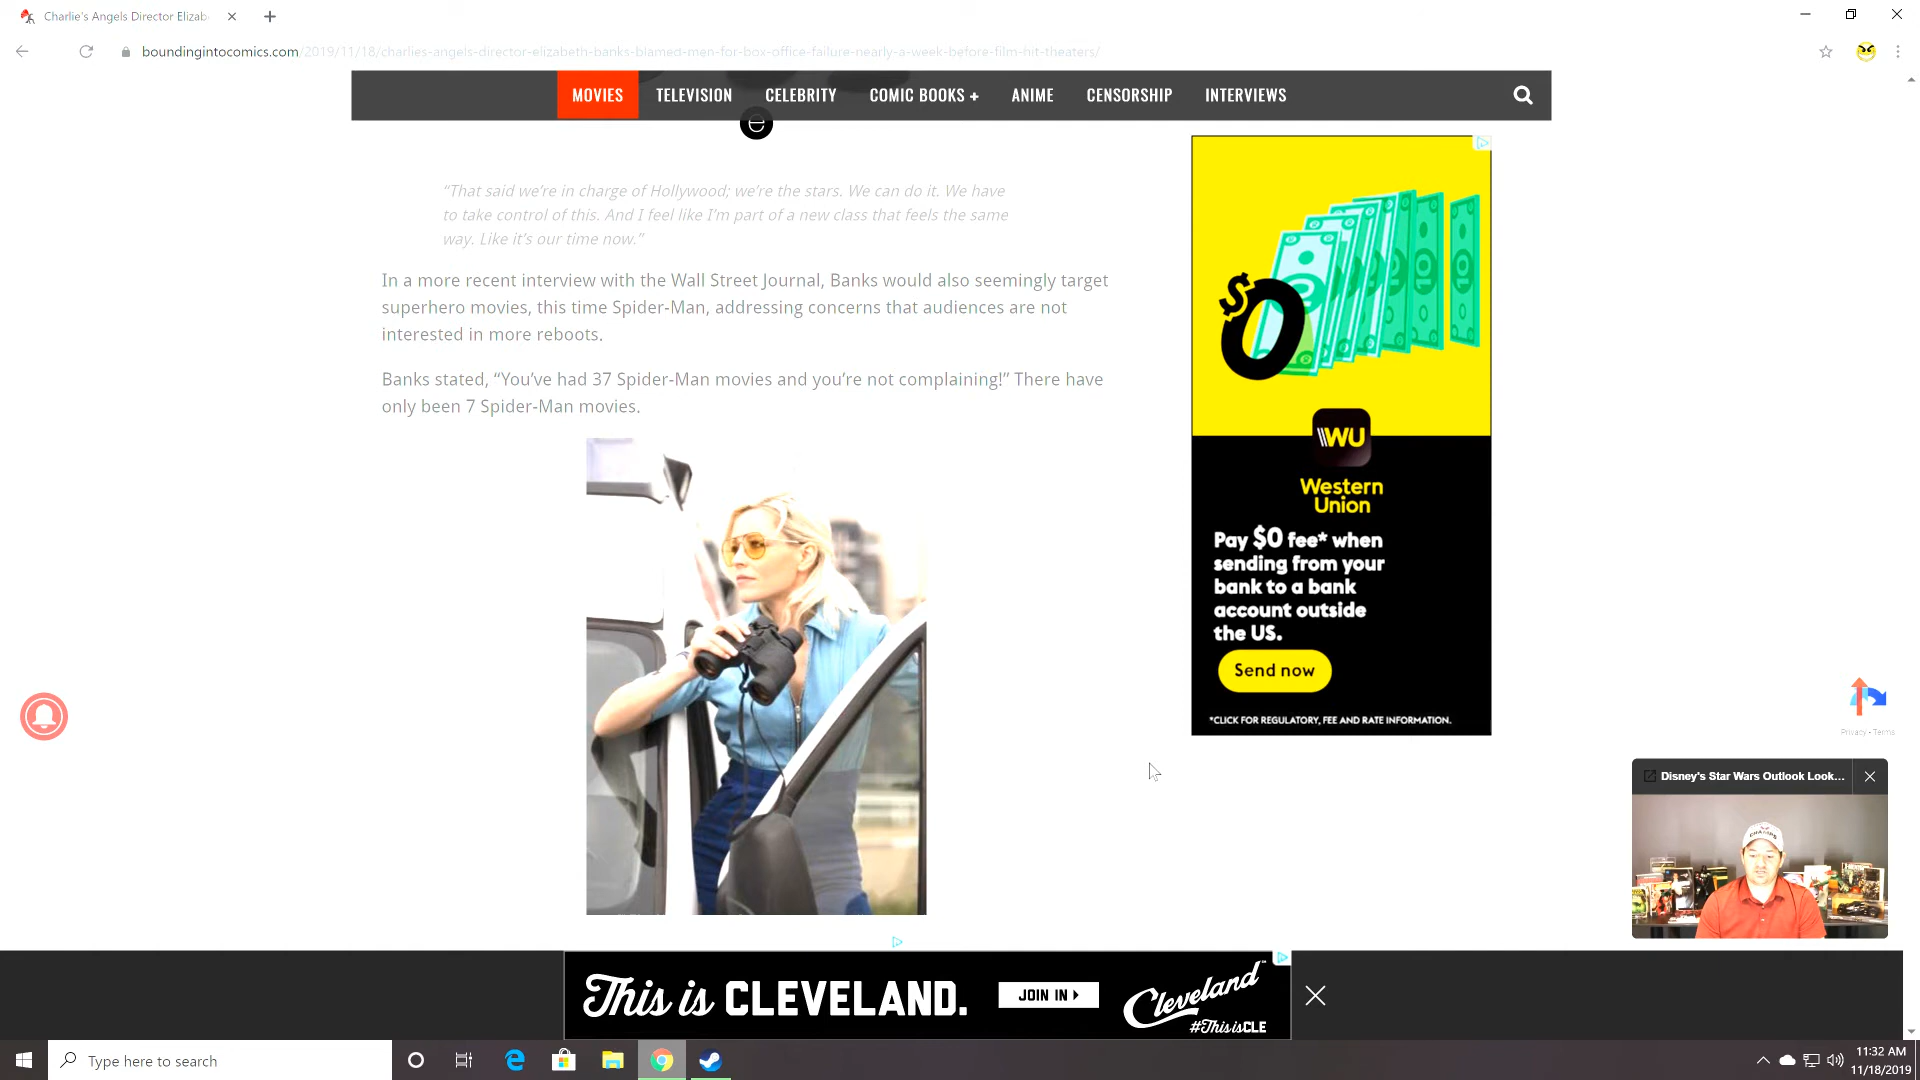 Charlie's Angels Director Elizab
boundingintocomics.com/2019/11/18/charlies-angels-director-elizabeth-banks-blamed-men-for-box-office-failure-nearly-a-week-before-film-hit-theaters/
MOVIES TELEVISION CELEBRITY COMIC BOOKS + ANIME CENSORSHIP INTERVIEWS
“That said we’re in charge of Hollywood; we’re the stars. We can do it. We have
to take control of this. And I feel like I’m part of a new class that feels the same
way. Like it’s our time now.”
In a more recent interview with the Wall Street Journal, Banks would also seemingly target
superhero movies, this time Spider-Man, addressing concerns that audiences are not
interested in more reboots.
Banks stated, “You’ve had 37 Spider-Man movies and you’re not complaining!” There have
only been 7 Spider-Man movies.
$0
WU
Western
Union
Pay $0 fee* when
sending from your
bank to a bank
account outside
the US.
Send now
*CLICK FOR REGULATORY, FEE AND RATE INFORMATION.
Privacy - Terms
Disney's Star Wars Outlook Look...
CHAMPS
This is CLEVELAND.
JOIN IN
Cleveland
#ThisisCLE
Type here to search
11:32 AM
11/18/2019